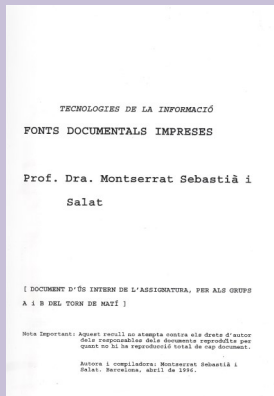 TECNOLOGIES DE LA INFORMACIÓ
FONTS DOCUMENTALS IMPRESES
Prof. Dra. Montserrat Sebastià i
Salat
[ DOCUMENT D'ÚS INTERN DE L'ASSIGNATURA, PER ALS GRUPS
A i B DEL TORN DE MATÍ ]
Nota Important: Aquest recull no atempta contra els drets d'autor
dels responsables dels documents reproduïts per
quant no hi ha reproducció total de cap document.
Autora i compiladora: Montserrat Sebastià i
Salat. Barcelona, abril de 1996.